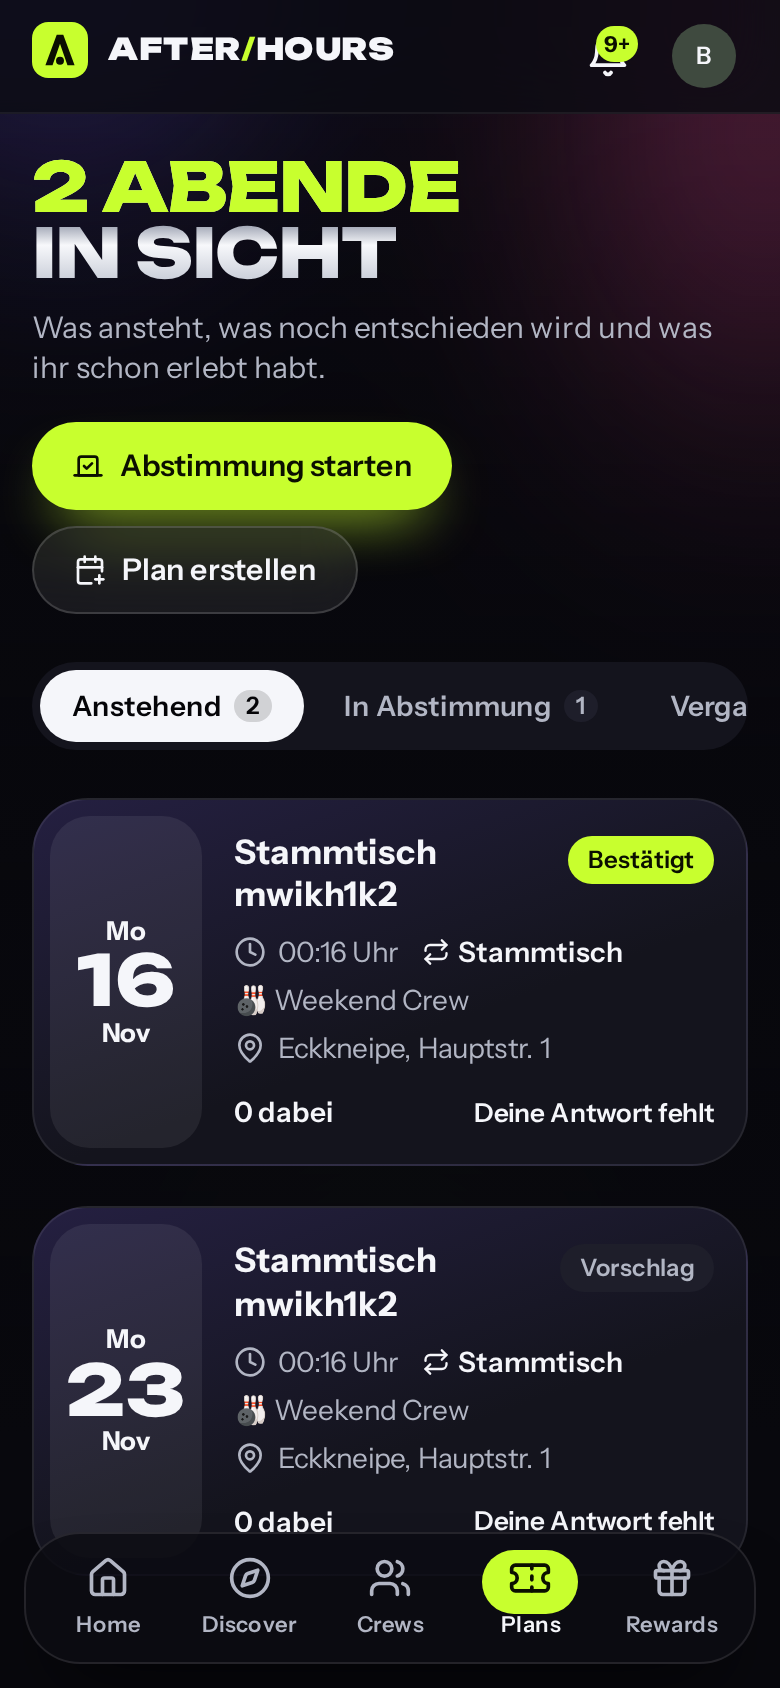 AFTER/HOURS
9+
B
2 ABENDE
IN SICHT
Was ansteht, was noch entschieden wird und was
ihr schon erlebt habt.
Abstimmung starten
Plan erstellen
Anstehend 2 In Abstimmung 1 Verga
Mo
16
Nov
Stammtisch
mwikh1k2
Bestätigt
00:16 Uhr Stammtisch
Weekend Crew
Eckkneipe, Hauptstr. 1
0 dabei Deine Antwort fehlt
Mo
23
Nov
Stammtisch
mwikh1k2
Vorschlag
00:16 Uhr Stammtisch
Weekend Crew
Eckkneipe, Hauptstr. 1
0 dabei Deine Antwort fehlt
Home Discover Crews Plans Rewards